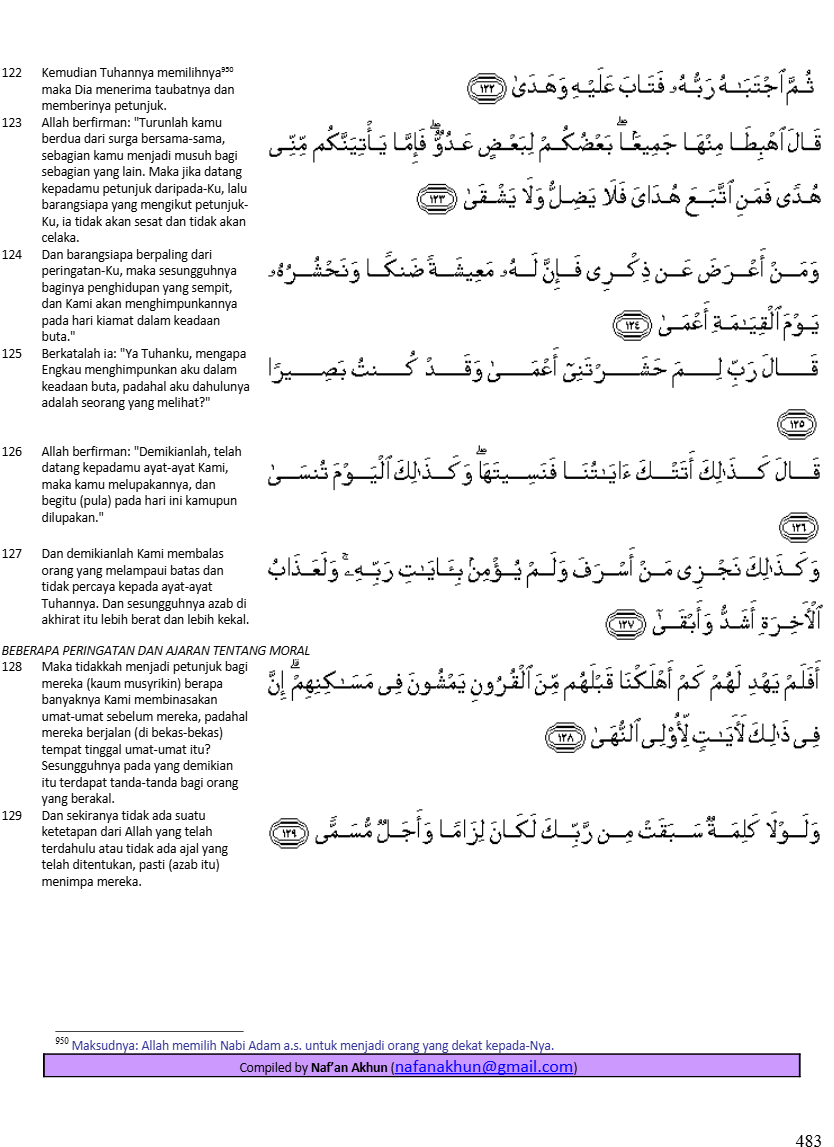 122 Kemudian Tuhannya memilihnya950
maka Dia menerima taubatnya dan
memberinya petunjuk.
ثُمَّ ٱجْتَبَـٰهُ رَبُّهُۥ فَتَابَ عَلَيْهِ وَهَدَىٰ ١٢٢
123 Allah berfirman: "Turunlah kamu
berdua dari surga bersama-sama,
sebagian kamu menjadi musuh bagi
sebagian yang lain. Maka jika datang
kepadamu petunjuk daripada-Ku, lalu
barangsiapa yang mengikut petunjuk-
Ku, ia tidak akan sesat dan tidak akan
celaka.
قَالَ ٱهْبِطَا مِنْهَا جَمِيعًۢا ۖ بَعْضُكُمْ لِبَعْضٍ عَدُوٌّ ۖ فَإِمَّا يَأْتِيَنَّكُم مِّنِّى
هُدًى فَمَنِ ٱتَّبَعَ هُدَاىَ فَلَا يَضِلُّ وَلَا يَشْقَىٰ ١٢٣
124 Dan barangsiapa berpaling dari
peringatan-Ku, maka sesungguhnya
baginya penghidupan yang sempit,
dan Kami akan menghimpunkannya
pada hari kiamat dalam keadaan
buta."
وَمَنْ أَعْرَضَ عَن ذِكْرِى فَإِنَّ لَهُۥ مَعِيشَةً ضَنكًا وَنَحْشُرُهُۥ
يَوْمَ ٱلْقِيَـٰمَةِ أَعْمَىٰ ١٢٤
125 Berkatalah ia: "Ya Tuhanku, mengapa
Engkau menghimpunkan aku dalam
keadaan buta, padahal aku dahulunya
adalah seorang yang melihat?"
قَالَ رَبِّ لِمَ حَشَرْتَنِىٓ أَعْمَىٰ وَقَدْ كُنتُ بَصِيرًا
١٢٥
126 Allah berfirman: "Demikianlah, telah
datang kepadamu ayat-ayat Kami,
maka kamu melupakannya, dan
begitu (pula) pada hari ini kamupun
dilupakan."
قَالَ كَذَٰلِكَ أَتَتْكَ ءَايَـٰتُنَا فَنَسِيتَهَا ۖ وَكَذَٰلِكَ ٱلْيَوْمَ تُنسَىٰ
١٢٦
127 Dan demikianlah Kami membalas
orang yang melampaui batas dan
tidak percaya kepada ayat-ayat
Tuhannya. Dan sesungguhnya azab di
akhirat itu lebih berat dan lebih kekal.
وَكَذَٰلِكَ نَجْزِى مَنْ أَسْرَفَ وَلَمْ يُؤْمِنۢ بِـَٔايَـٰتِ رَبِّهِۦ ۚ وَلَعَذَابُ
ٱلْـَٔاخِرَةِ أَشَدُّ وَأَبْقَىٰٓ ١٢٧
BEBERAPA PERINGATAN DAN AJARAN TENTANG MORAL
128 Maka tidakkah menjadi petunjuk bagi
mereka (kaum musyrikin) berapa
banyaknya Kami membinasakan
umat-umat sebelum mereka, padahal
mereka berjalan (di bekas-bekas)
tempat tinggal umat-umat itu?
Sesungguhnya pada yang demikian
itu terdapat tanda-tanda bagi orang
yang berakal.
أَفَلَمْ يَهْدِ لَهُمْ كَمْ أَهْلَكْنَا قَبْلَهُم مِّنَ ٱلْقُرُونِ يَمْشُونَ فِى مَسَـٰكِنِهِمْ ۗ إِنَّ
فِى ذَٰلِكَ لَـَٔايَـٰتٍ لِّأُو۟لِى ٱلنُّهَىٰ ١٢٨
129 Dan sekiranya tidak ada suatu
ketetapan dari Allah yang telah
terdahulu atau tidak ada ajal yang
telah ditentukan, pasti (azab itu)
menimpa mereka.
وَلَوْلَا كَلِمَةٌ سَبَقَتْ مِن رَّبِّكَ لَكَانَ لِزَامًا وَأَجَلٌ مُّسَمًّى ١٢٩
950 Maksudnya: Allah memilih Nabi Adam a.s. untuk menjadi orang yang dekat kepada-Nya.
Compiled by Naf’an Akhun (nafanakhun@gmail.com)
483